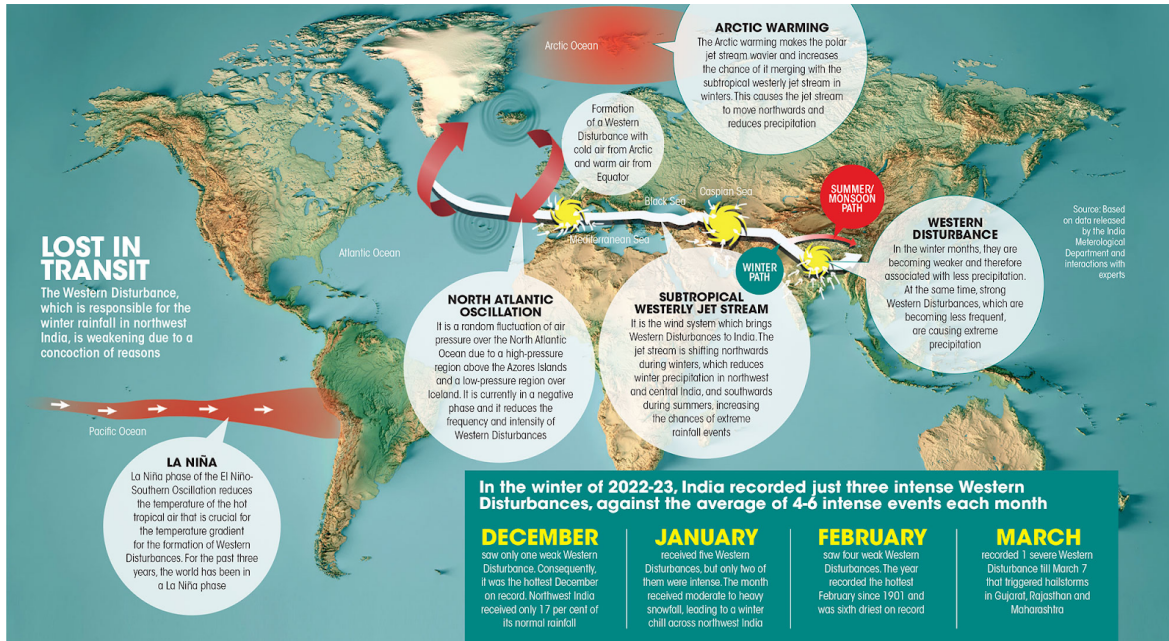 ARCTIC WARMING
The Arctic warming makes the polar
jet stream wavier and increases
the chance of it merging with the
subtropical westerly jet stream in
winters. This causes the jet stream
to move northwards and
reduces precipitation
Arctic Ocean
Formation
of a Western
Disturbance with
cold air from Arctic
and warm air from
Equator
Caspian Sea
Black Sea
Mediterranean Sea
SUMMER/
MONSOON
PATH
WINTER
PATH
Source: Based
on data released
by the India
Meterological
Department and
interactions with
experts
WESTERN
DISTURBANCE
In the winter months, they are
becoming weaker and therefore
associated with less precipitation.
At the same time, strong
Western Disturbances, which are
becoming less frequent,
are causing extreme
precipitation
LOST IN
TRANSIT
The Western Disturbance,
which is responsible for the
winter rainfall in northwest
India, is weakening due to a
concoction of reasons
Atlantic Ocean
NORTH ATLANTIC
OSCILLATION
It is a random fluctuation of air
pressure over the North Atlantic
Ocean due to a high-pressure
region above the Azores Islands
and a low-pressure region over
Iceland. It is currently in a negative
phase and it reduces the
frequency and intensity of
Western Disturbances
SUBTROPICAL
WESTERLY JET STREAM
It is the wind system which brings
Western Disturbances to India. The
jet stream is shifting northwards
during winters, which reduces
winter precipitation in northwest
and central India, and southwards
during summers, increasing
the chances of extreme
rainfall events
Pacific Ocean
LA NIÑA
La Niña phase of the El Niño-
Southern Oscillation reduces
the temperature of the hot
tropical air that is crucial for
the temperature gradient
for the formation of Western
Disturbances. For the past three
years, the world has been in
a La Niña phase
In the winter of 2022-23, India recorded just three intense Western
Disturbances, against the average of 4-6 intense events each month
DECEMBER
saw only one weak Western
Disturbance. Consequently,
it was the hottest December
on record. Northwest India
received only 17 per cent of
its normal rainfall
JANUARY
received five Western
Disturbances, but only two of
them were intense. The month
received moderate to heavy
snowfall, leading to a winter
chill across northwest India
FEBRUARY
saw four weak Western
Disturbances. The year
recorded the hottest
February since 1901 and
was sixth driest on record
MARCH
recorded 1 severe Western
Disturbance till March 7
that triggered hailstorms
in Gujarat, Rajasthan and
Maharashtra